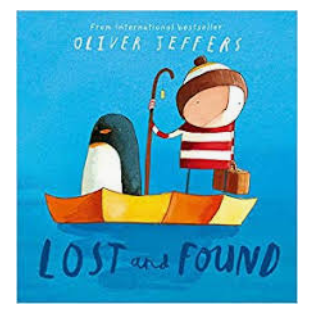 From international bestseller
OLIVER JEFFERS
LOST and FOUND